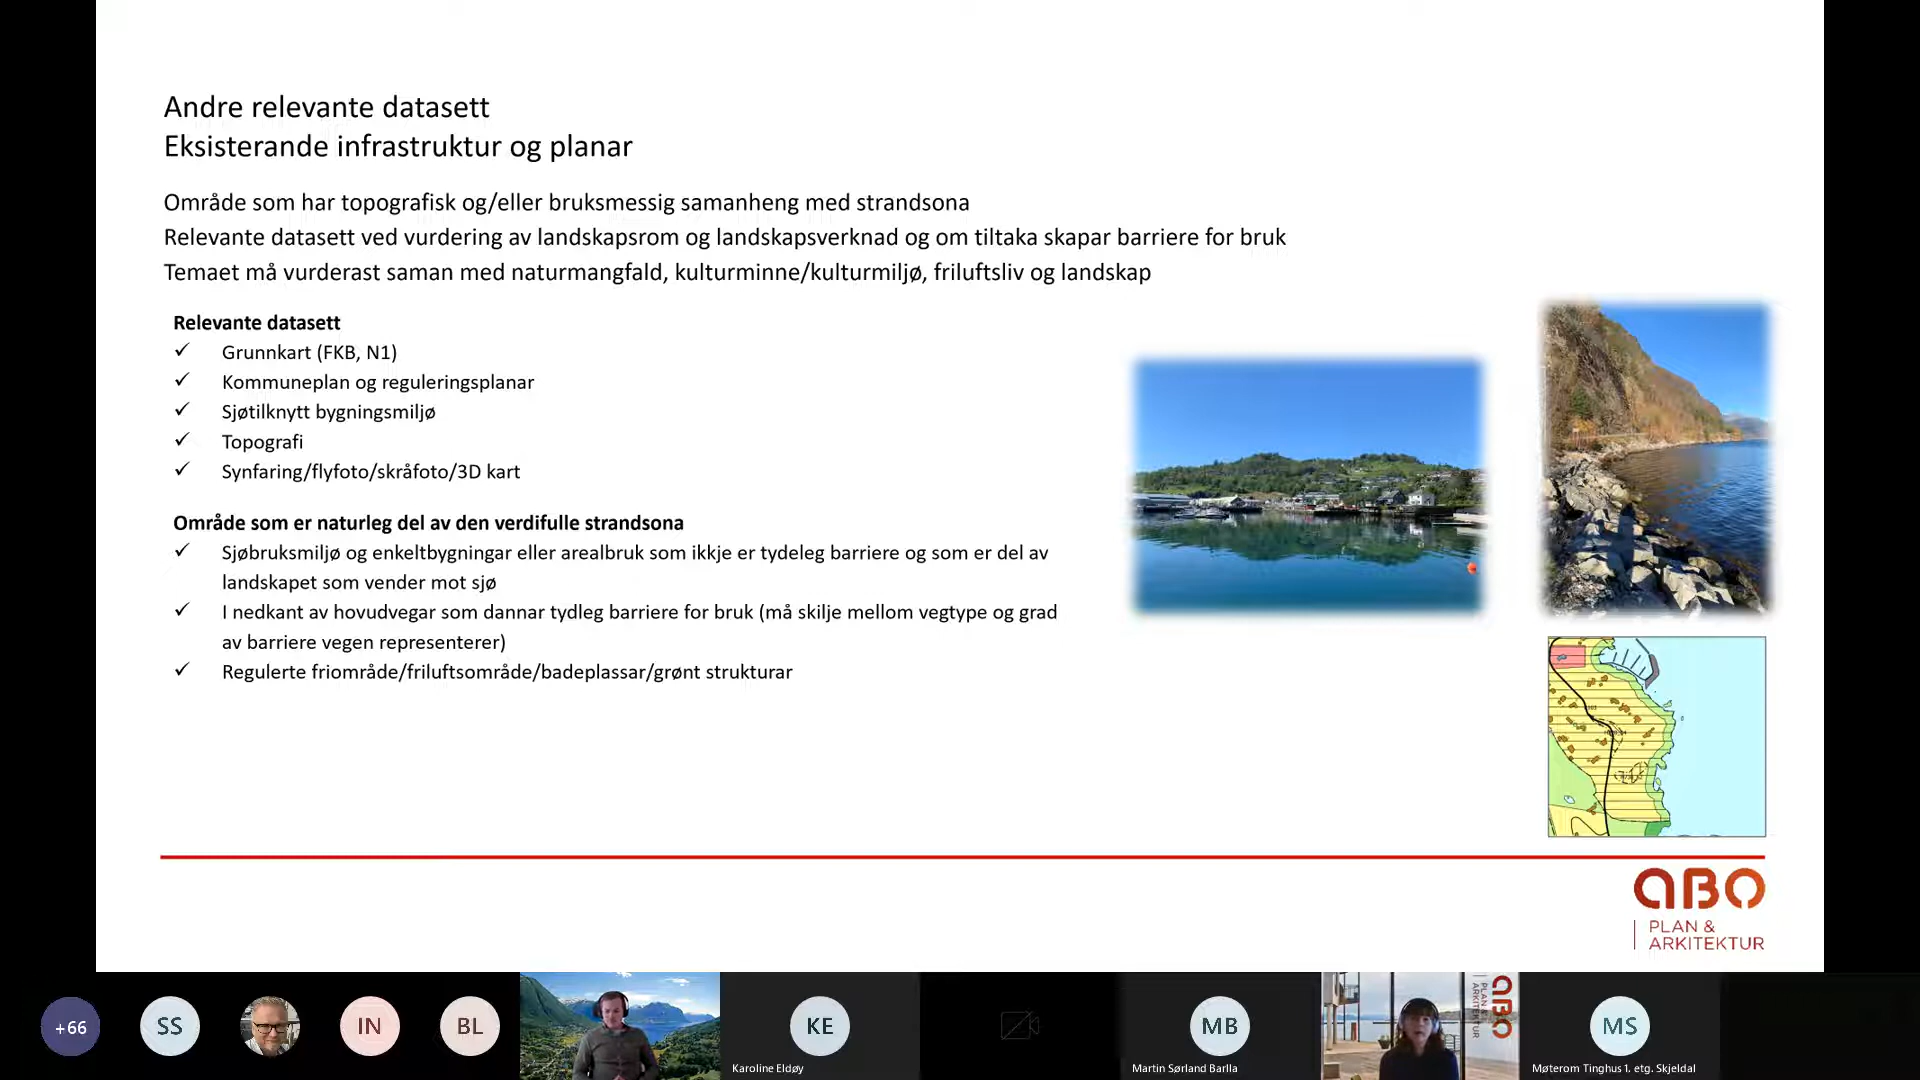 Andre relevante datasett
Eksisterande infrastruktur og planar
Område som har topografisk og/eller bruksmessig samanheng med strandsona
Relevante datasett ved vurdering av landskapsrom og landskapsverknad og om tiltaka skapar barriere for bruk
Temaet må vurderast saman med naturmangfald, kulturminne/kulturmiljø, friluftsliv og landskap
Relevante datasett
✓ Grunnkart (FKB, N1)
✓ Kommuneplan og reguleringsplanar
✓ Sjøtilknytt bygningsmiljø
✓ Topografi
✓ Synfaring/flyfoto/skråfoto/3D kart
Område som er naturleg del av den verdifulle strandsona
✓ Sjøbruksmiljø og enkeltbygningar eller arealbruk som ikkje er tydeleg barriere og som er del av
landskapet som vender mot sjø
✓ I nedkant av hovudvegar som dannar tydleg barriere for bruk (må skilje mellom vegtype og grad
av barriere vegen representerer)
✓ Regulerte friområde/friluftsområde/badeplassar/grønt strukturar
ABO
PLAN &
ARKITEKTUR
+66
SS
IN
BL
KE
Karoline Eldøy
MB
Martin Sørland Barlla
ABO
PLAN &
ARKITEKTUR
MS
Møterom Tinghus 1. etg. Skjeldal